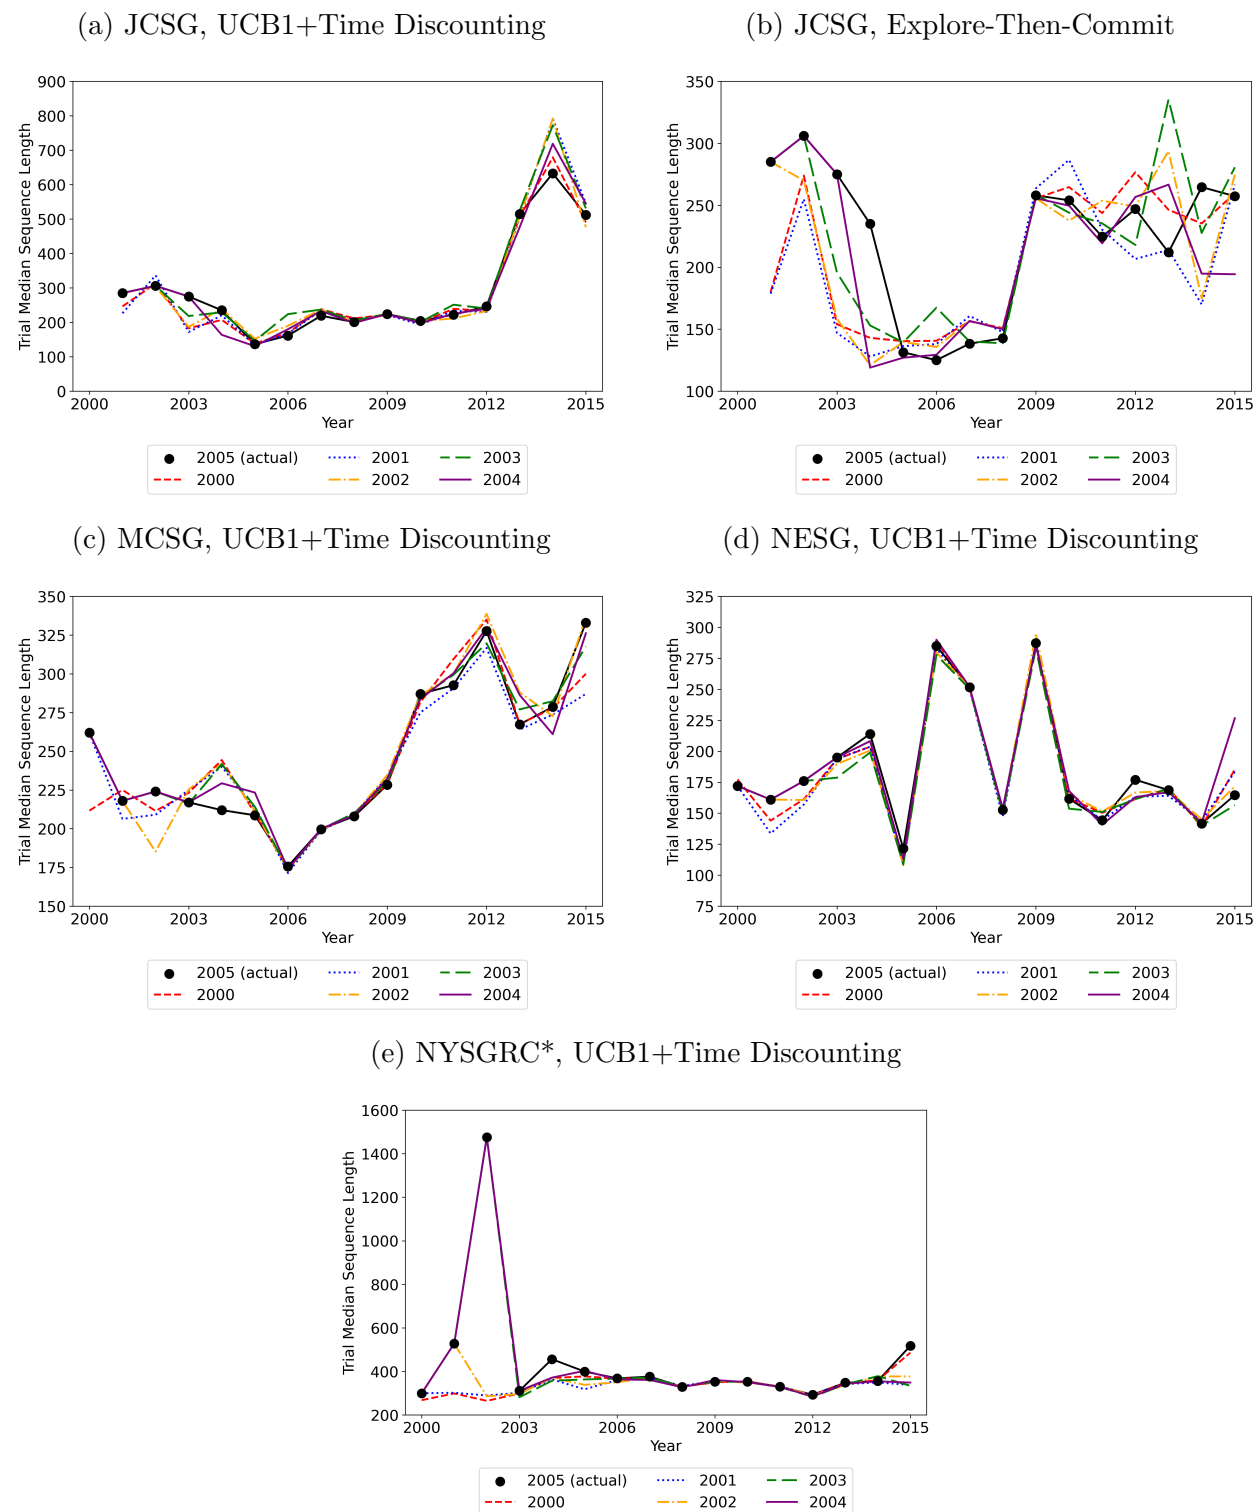 (a) JCSG, UCB1+Time Discounting
900
800
700
600
500
400
300
200
100
0
Trial Median Sequence Length
2000 2003 2006 2009 2012 2015
Year
2005 (actual) 2001 2003
2000 2002 2004
(b) JCSG, Explore-Then-Commit
350
300
250
200
150
100
Trial Median Sequence Length
2000 2003 2006 2009 2012 2015
Year
2005 (actual) 2001 2003
2000 2002 2004
(c) MCSG, UCB1+Time Discounting
350
325
300
275
250
225
200
175
150
Trial Median Sequence Length
2000 2003 2006 2009 2012 2015
Year
2005 (actual) 2001 2003
2000 2002 2004
(d) NESG, UCB1+Time Discounting
325
300
275
250
225
200
175
150
125
100
75
Trial Median Sequence Length
2000 2003 2006 2009 2012 2015
Year
2005 (actual) 2001 2003
2000 2002 2004
(e) NYSGRC*, UCB1+Time Discounting
1600
1400
1200
1000
800
600
400
200
Trial Median Sequence Length
2000 2003 2006 2009 2012 2015
Year
2005 (actual) 2001 2003
2000 2002 2004